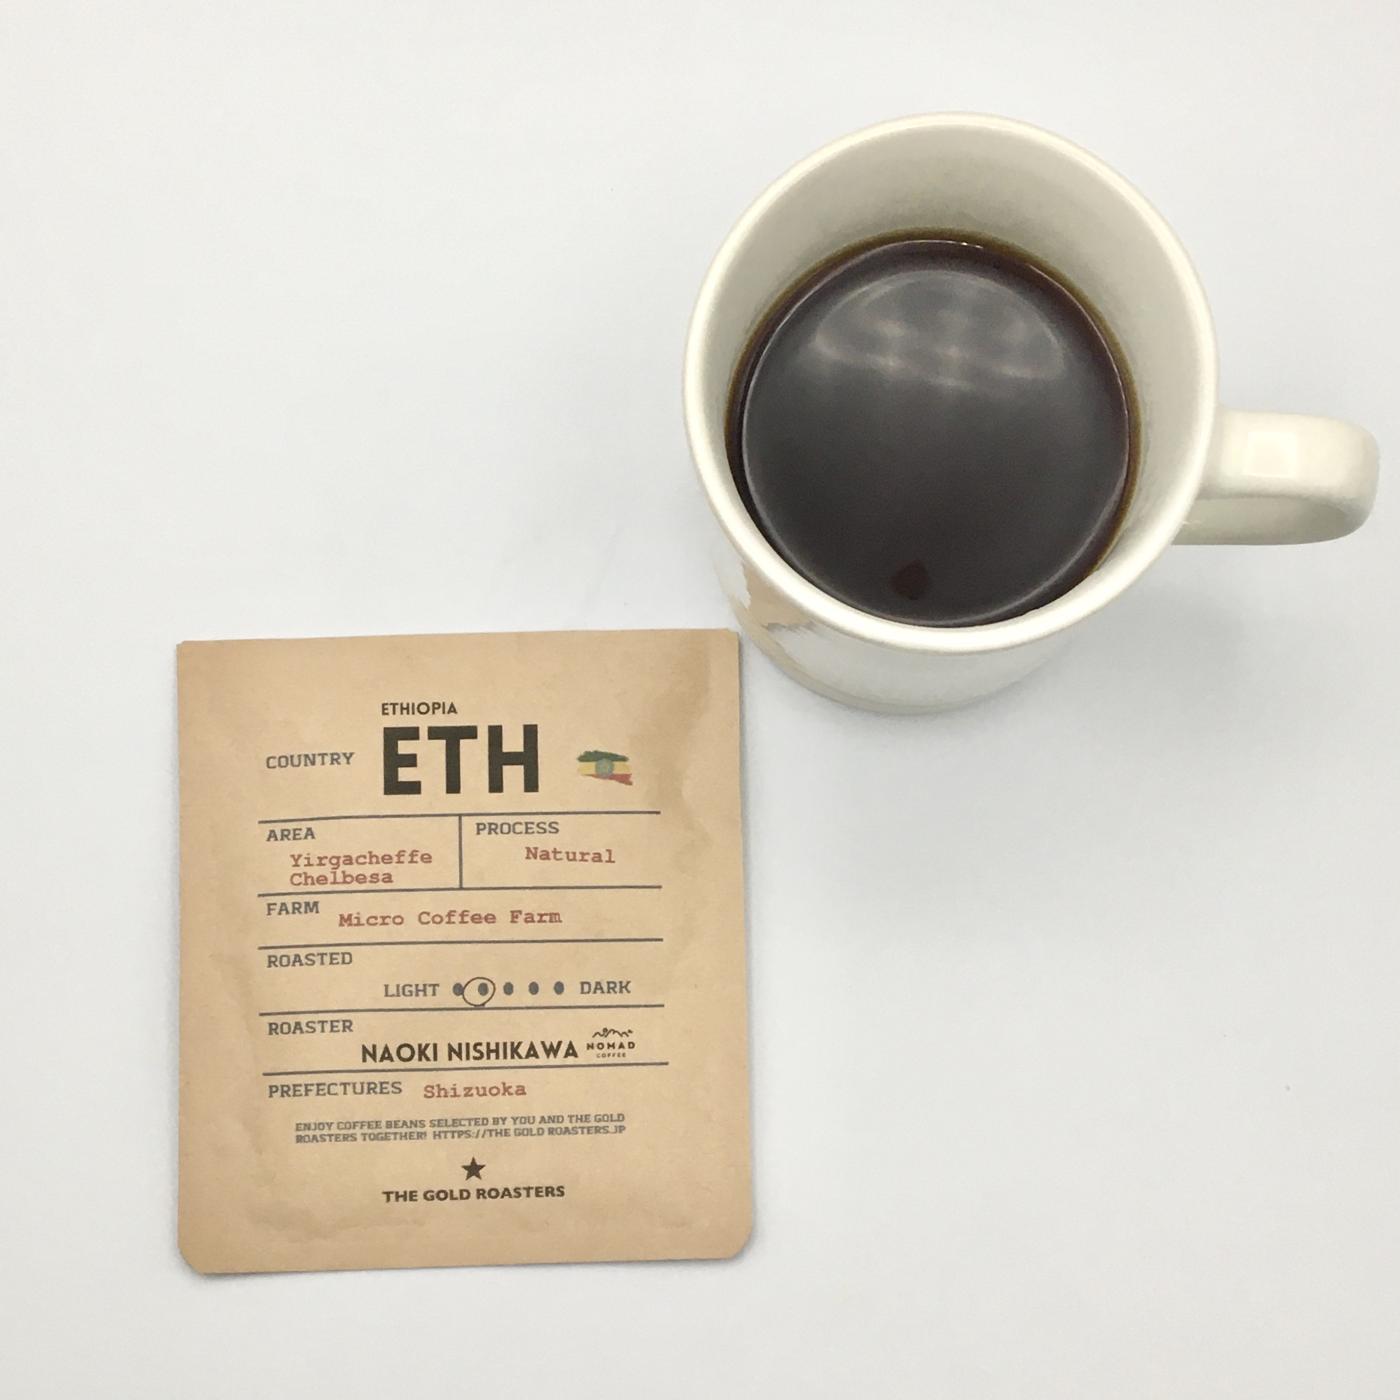 ETHIOPIA
COUNTRY ETH
AREA
Yirgacheffe
Chelbesa
PROCESS
Natural
FARM Micro Coffee Farm
ROASTED
LIGHT DARK
ROASTER
NAOKI NISHIKAWA NOMAD
COFFEE
PREFECTURES Shizuoka
ENJOY COFFEE BEANS SELECTED BY YOU AND THE GOLD
ROASTERS TOGETHER! HTTPS://THE GOLD ROASTERS.JP
THE GOLD ROASTERS